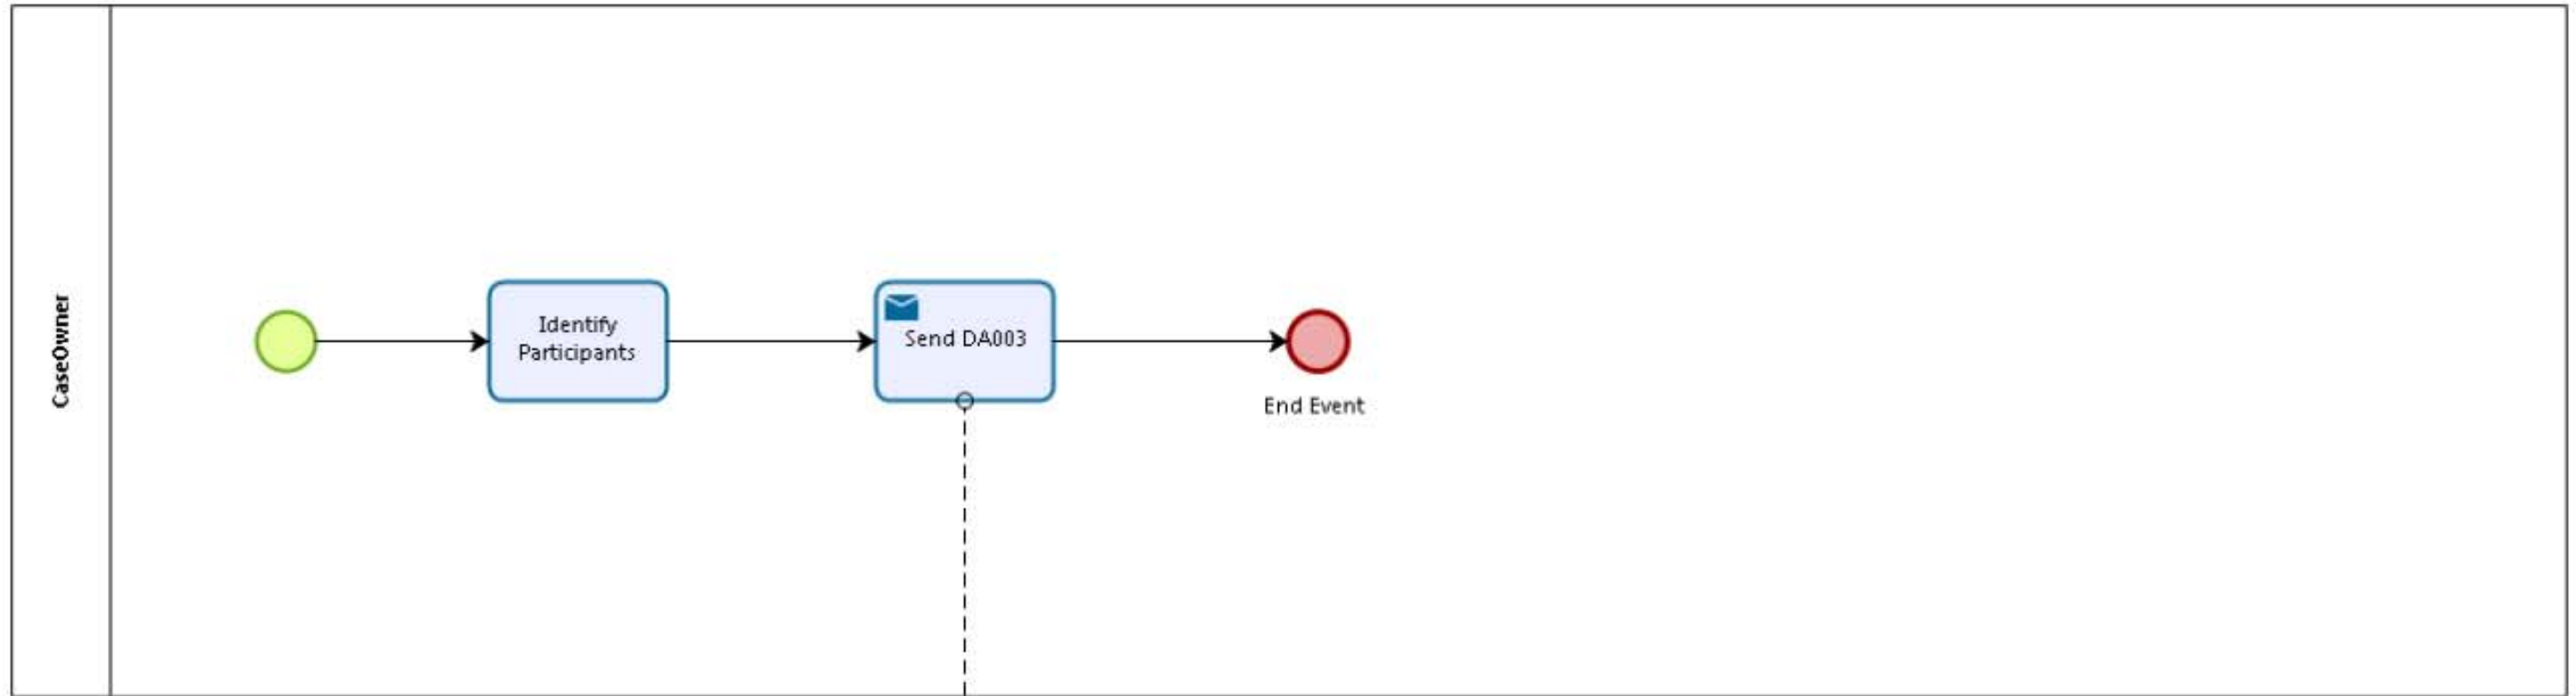 CaseOwner
Identify
Participants
Send DA003
End Event